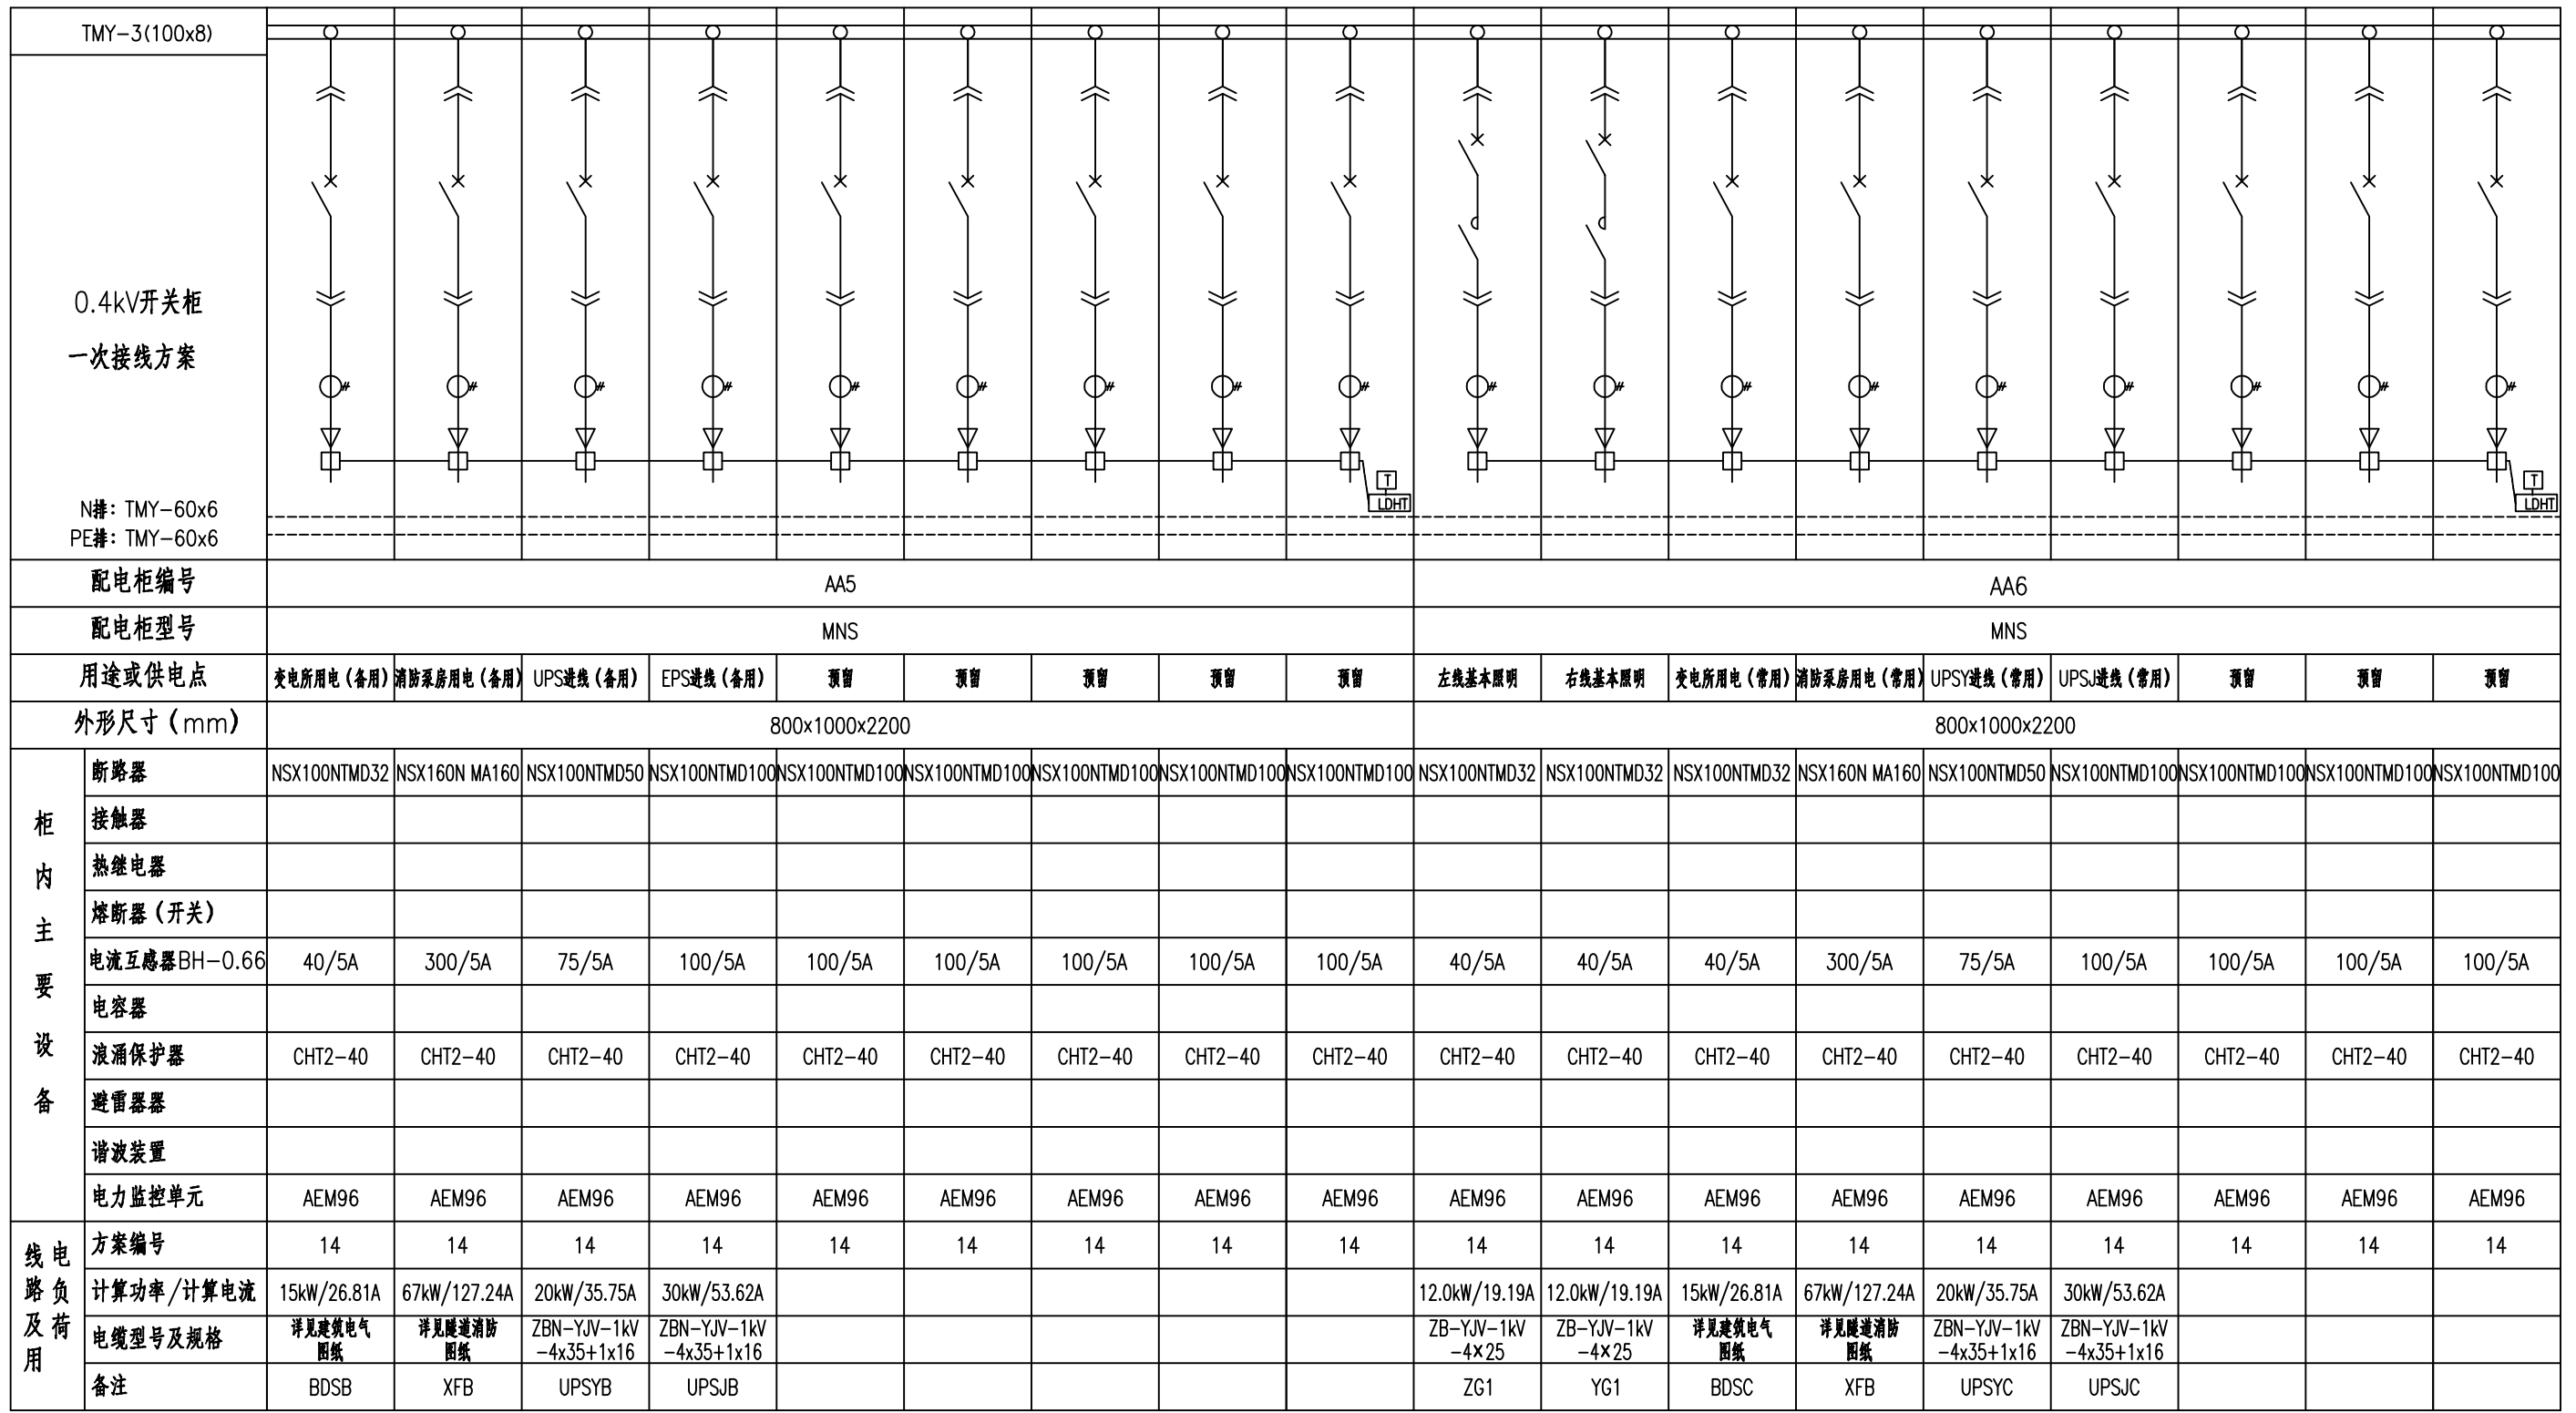 TMY-3(100x8)
0.4kV开关柜
一次接线方案
N排: TMY-60x6
PE排: TMY-60x6
T
LDHT
T
LDHT
配电柜编号 AA5 AA6
配电柜型号 MNS MNS
用途或供电点 变电所用电(备用) 消防泵房用电(备用) UPS进线(备用) EPS进线(备用) 预留 预留 预留 预留 预留 左线基本照明 右线基本照明 变电所用电(常用) 消防泵房用电(常用) UPSY进线(常用) UPSJ进线(常用) 预留 预留 预留
外形尺寸(mm) 800x1000x2200 800x1000x2200
柜内主要设备
断路器 NSX100NTMD32 NSX160N MA160 NSX100NTMD50 NSX100NTMD100 NSX100NTMD100 NSX100NTMD100 NSX100NTMD100 NSX100NTMD100 NSX100NTMD100 NSX100NTMD32 NSX100NTMD32 NSX100NTMD32 NSX160N MA160 NSX100NTMD50 NSX100NTMD100 NSX100NTMD100 NSX100NTMD100 NSX100NTMD100
接触器
热继电器
熔断器(开关)
电流互感器BH-0.66 40/5A 300/5A 75/5A 100/5A 100/5A 100/5A 100/5A 100/5A 100/5A 40/5A 40/5A 40/5A 300/5A 75/5A 100/5A 100/5A 100/5A 100/5A
电容器
浪涌保护器 CHT2-40 CHT2-40 CHT2-40 CHT2-40 CHT2-40 CHT2-40 CHT2-40 CHT2-40 CHT2-40 CHT2-40 CHT2-40 CHT2-40 CHT2-40 CHT2-40 CHT2-40 CHT2-40 CHT2-40 CHT2-40
避雷器器
谐波装置
电力监控单元 AEM96 AEM96 AEM96 AEM96 AEM96 AEM96 AEM96 AEM96 AEM96 AEM96 AEM96 AEM96 AEM96 AEM96 AEM96 AEM96 AEM96 AEM96
线路及用
电负荷
方案编号 14 14 14 14 14 14 14 14 14 14 14 14 14 14 14 14 14 14
计算功率/计算电流 15kW/26.81A 67kW/127.24A 20kW/35.75A 30kW/53.62A 12.0kW/19.19A 12.0kW/19.19A 15kW/26.81A 67kW/127.24A 20kW/35.75A 30kW/53.62A
电缆型号及规格 详见建筑电气 详见隧道消防 ZBN-YJV-1kV ZBN-YJV-1kV ZB-YJV-1kV ZB-YJV-1kV 详见建筑电气 详见隧道消防 ZBN-YJV-1kV ZBN-YJV-1kV
图纸 图纸 -4x35+1x16 -4x35+1x16 -4×25 -4×25 图纸 图纸 -4x35+1x16 -4x35+1x16
备注 BDSB XFB UPSYB UPSJB ZG1 YG1 BDSC XFB UPSYC UPSJC